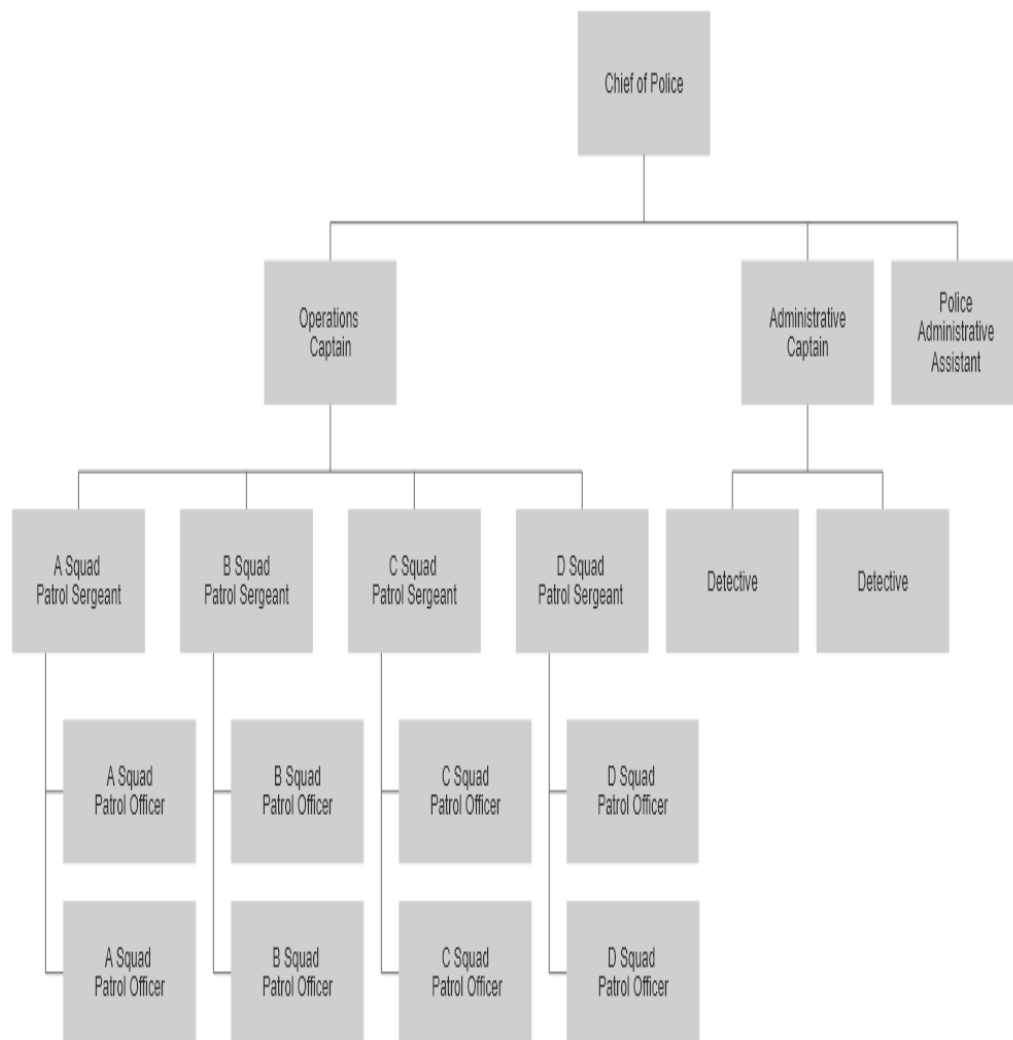 Chief of Police
Operations
Captain
Administrative
Captain
Police
Administrative
Assistant
A Squad
Patrol Sergeant
B Squad
Patrol Sergeant
C Squad
Patrol Sergeant
D Squad
Patrol Sergeant
Detective
Detective
A Squad
Patrol Officer
B Squad
Patrol Officer
C Squad
Patrol Officer
D Squad
Patrol Officer
A Squad
Patrol Officer
B Squad
Patrol Officer
C Squad
Patrol Officer
D Squad
Patrol Officer